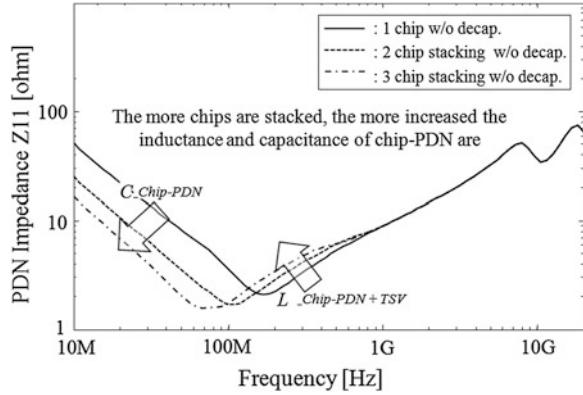 : 1 chip w/o decap.
: 2 chip stacking w/o decap.
: 3 chip stacking w/o decap.
The more chips are stacked, the more increased the
inductance and capacitance of chip-PDN are
PDN Impedance Z11 [ohm]
100
10
1
C_Chip-PDN
L_Chip-PDN + TSV
10M 100M 1G 10G
Frequency [Hz]